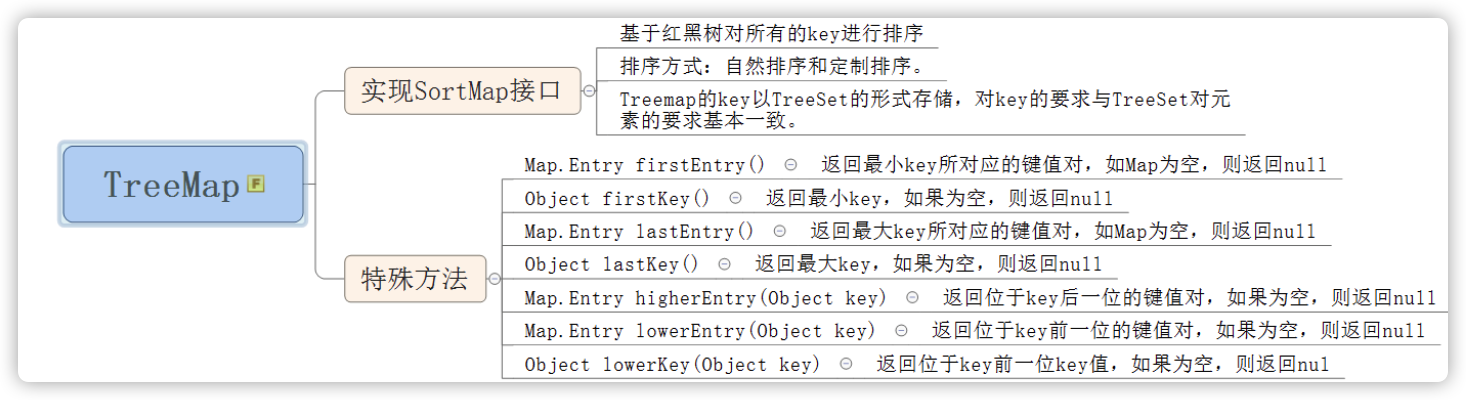 TreeMap
实现SortMap接口
基于红黑树对所有的key进行排序
排序方式：自然排序和定制排序。
Treemap的key以TreeSet的形式存储，对key的要求与TreeSet对元
素的要求基本一致。
特殊方法
Map.Entry firstEntry() 返回最小key所对应的键值对，如Map为空，则返回null
Object firstKey() 返回最小key，如果为空，则返回null
Map.Entry lastEntry() 返回最大key所对应的键值对，如Map为空，则返回null
Object lastKey() 返回最大key，如果为空，则返回null
Map.Entry higherEntry(Object key) 返回位于key后一位的键值对，如果为空，则返回null
Map.Entry lowerEntry(Object key) 返回位于key前一位的键值对，如果为空，则返回null
Object lowerKey(Object key) 返回位于key前一位key值，如果为空，则返回nul